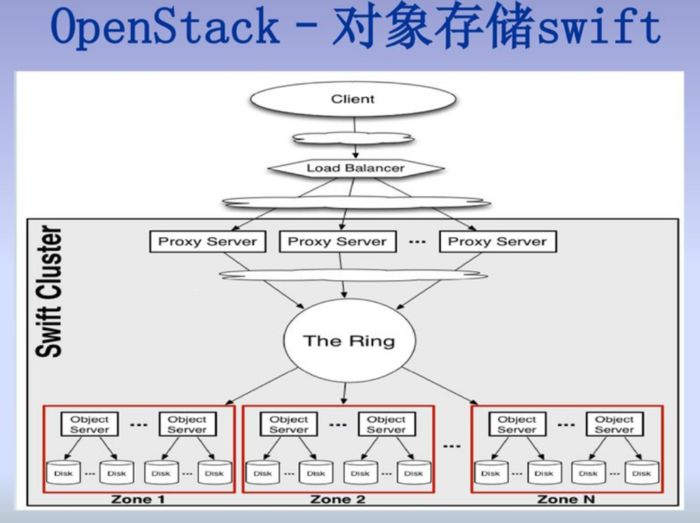 OpenStack-对象存储swift
Client
Load Balancer
Swift Cluster
Proxy Server Proxy Server ... Proxy Server
The Ring
Object Server ... Object Server Object Server ... Object Server Object Server ... Object Server
...
Disk ... Disk Disk ... Disk Disk ... Disk Disk ... Disk Disk ... Disk Disk ... Disk
Zone 1 Zone 2 Zone N